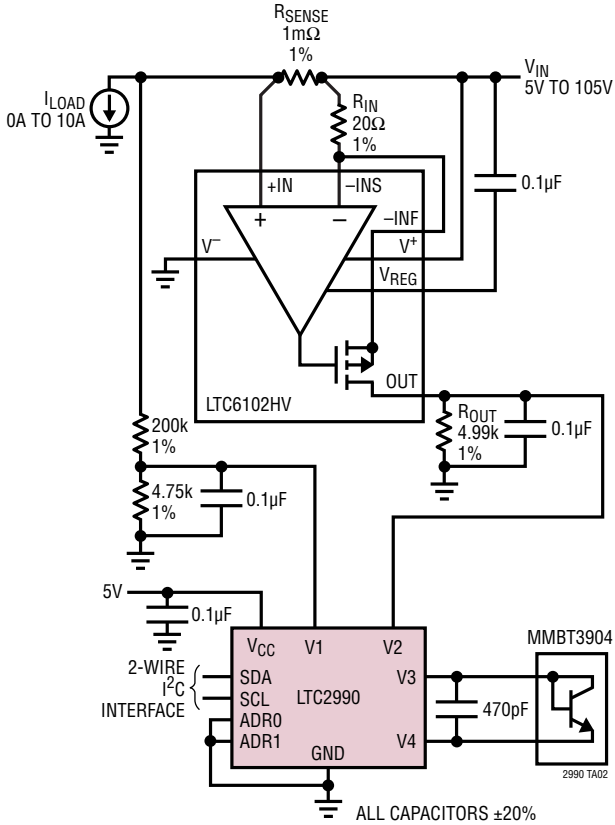 RSENSE
1mΩ
1%
VIN
5V TO 105V
ILOAD
0A TO 10A
RIN
20Ω
1%
+IN
–INS
0.1µF
+
–
–INF
V–
V+
VREG
OUT
LTC6102HV
200k
1%
ROUT
4.99k
1%
0.1µF
4.75k
1%
0.1µF
5V
0.1µF
VCC
V1
V2
MMBT3904
2-WIRE
I2C
INTERFACE
SDA
SCL
ADR0
ADR1
LTC2990
V3
V4
GND
470pF
2990 TA02
ALL CAPACITORS ±20%